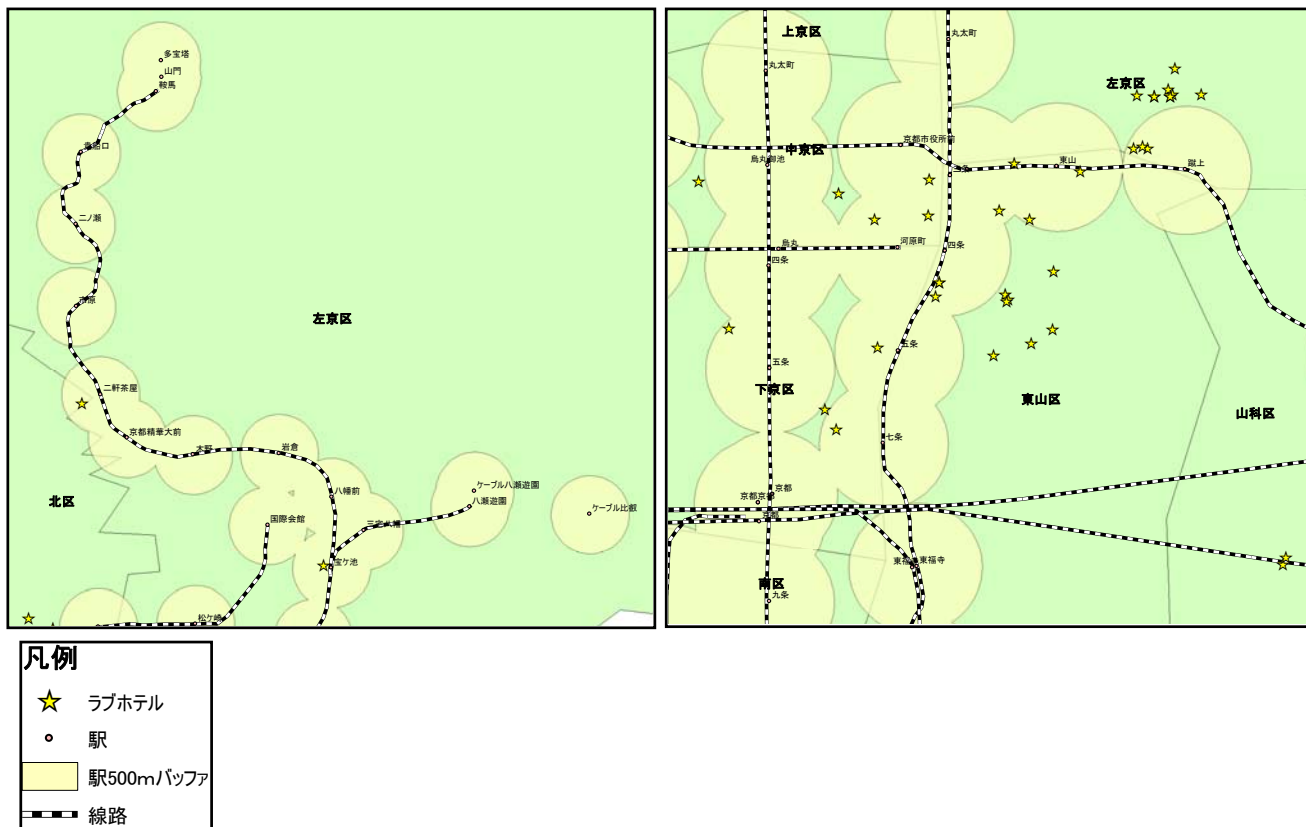 多宝塔
山門
鞍馬
貴船口
二ノ瀬
市原
左京区
二軒茶屋
京都精華大前
木野
岩倉
北区
八幡前
ケーブル八瀬遊園
八瀬遊園
ケーブル比叡
国際会館
三宅八幡
宝ケ池
松ケ崎
上京区
丸太町
丸太町
左京区
京都市役所前
中京区
烏丸御池
三条
東山
蹴上
烏丸
河原町
四条
四条
五条
五条
下京区
東山区
山科区
七条
京都
京都京都
京都
東福寺
東福寺
南区
九条
凡例
ラブホテル
駅
駅500mバッファ
線路